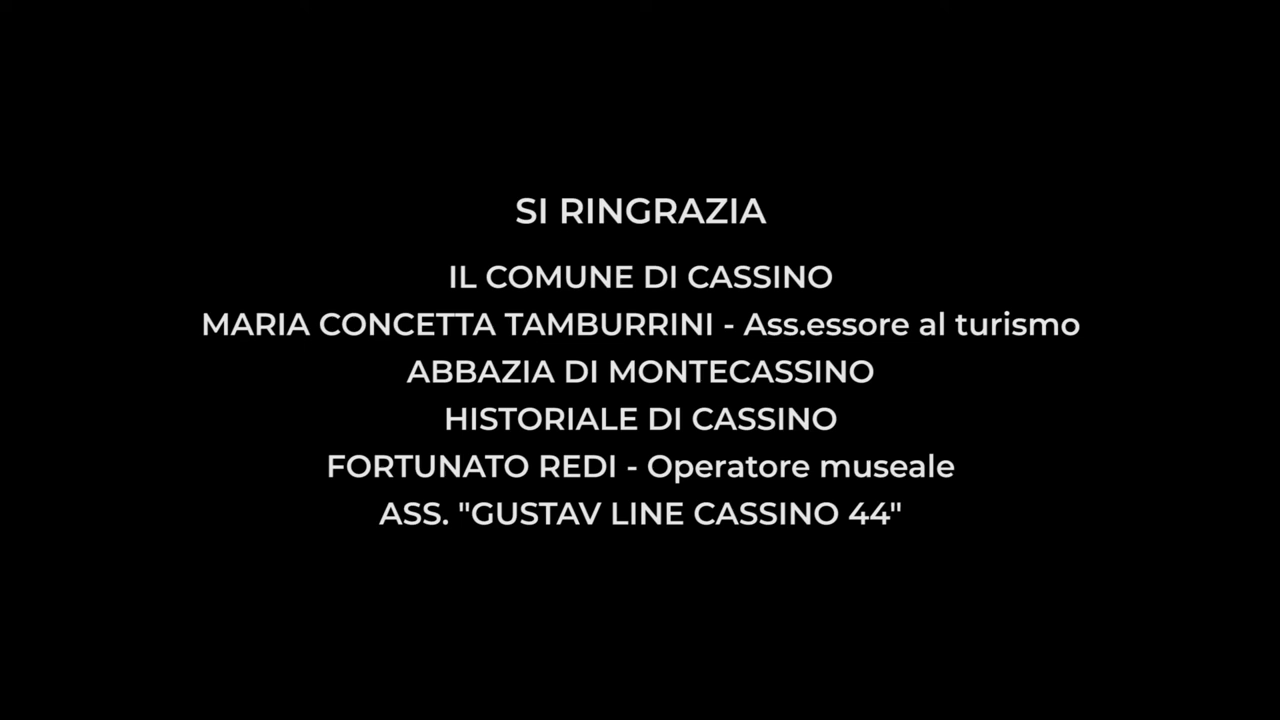 SI RINGRAZIA
IL COMUNE DI CASSINO
MARIA CONCETTA TAMBURRINI - Ass.essore al turismo
ABBAZIA DI MONTECASSINO
HISTORIALE DI CASSINO
FORTUNATO REDI - Operatore museale
ASS. "GUSTAV LINE CASSINO 44"